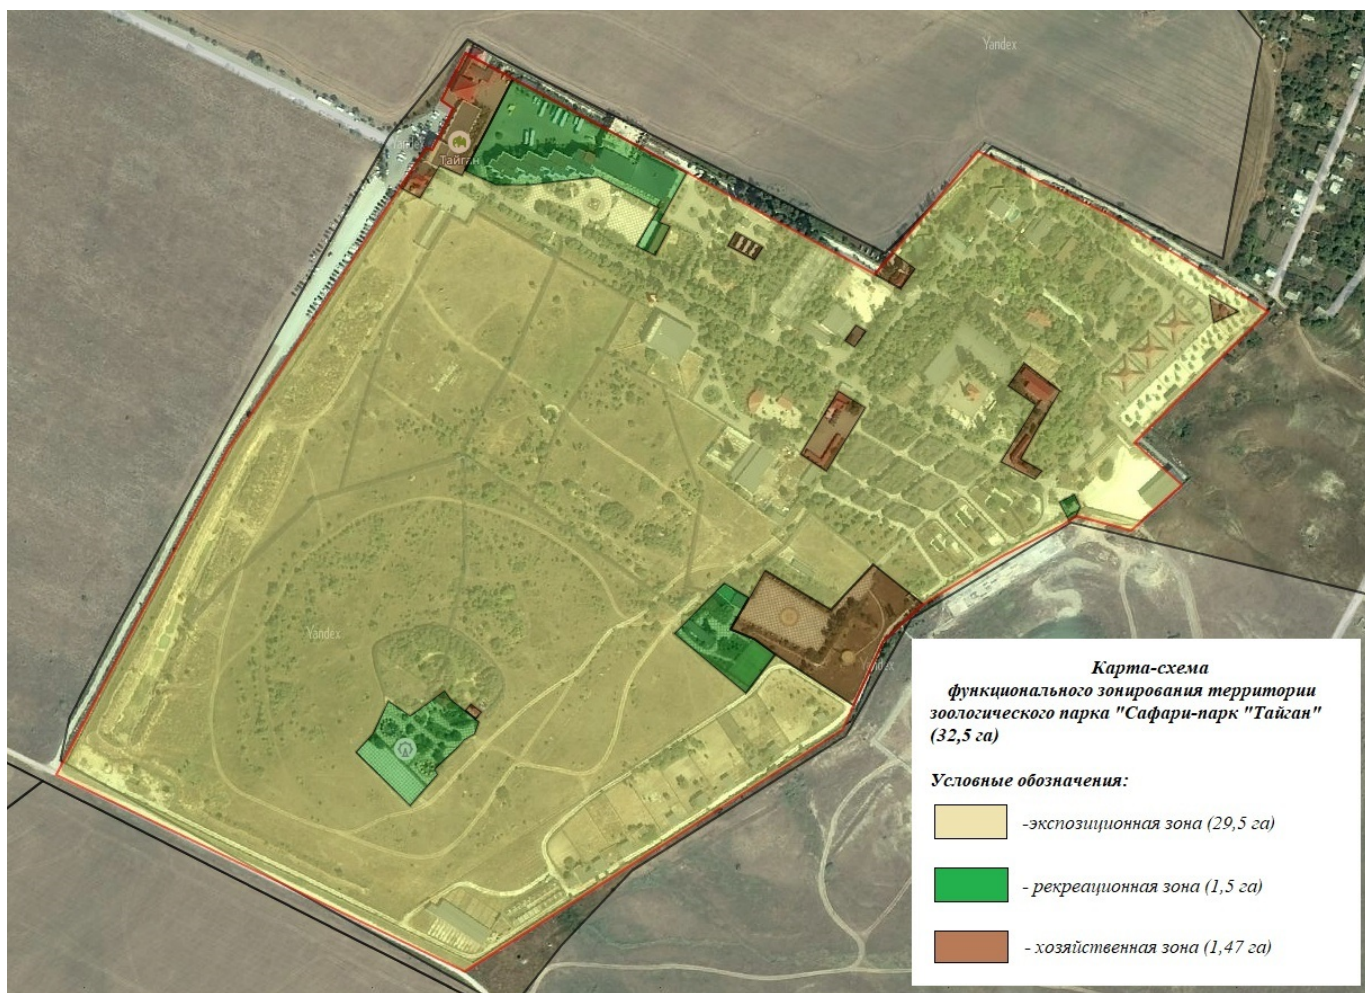 Yandex
Yandex
Тайган
Yandex
Yandex
Карта-схема
функционального зонирования территории
зоологического парка "Сафари-парк "Тайган"
(32,5 га)
Условные обозначения:
-экспозиционная зона (29,5 га)
- рекреационная зона (1,5 га)
- хозяйственная зона (1,47 га)